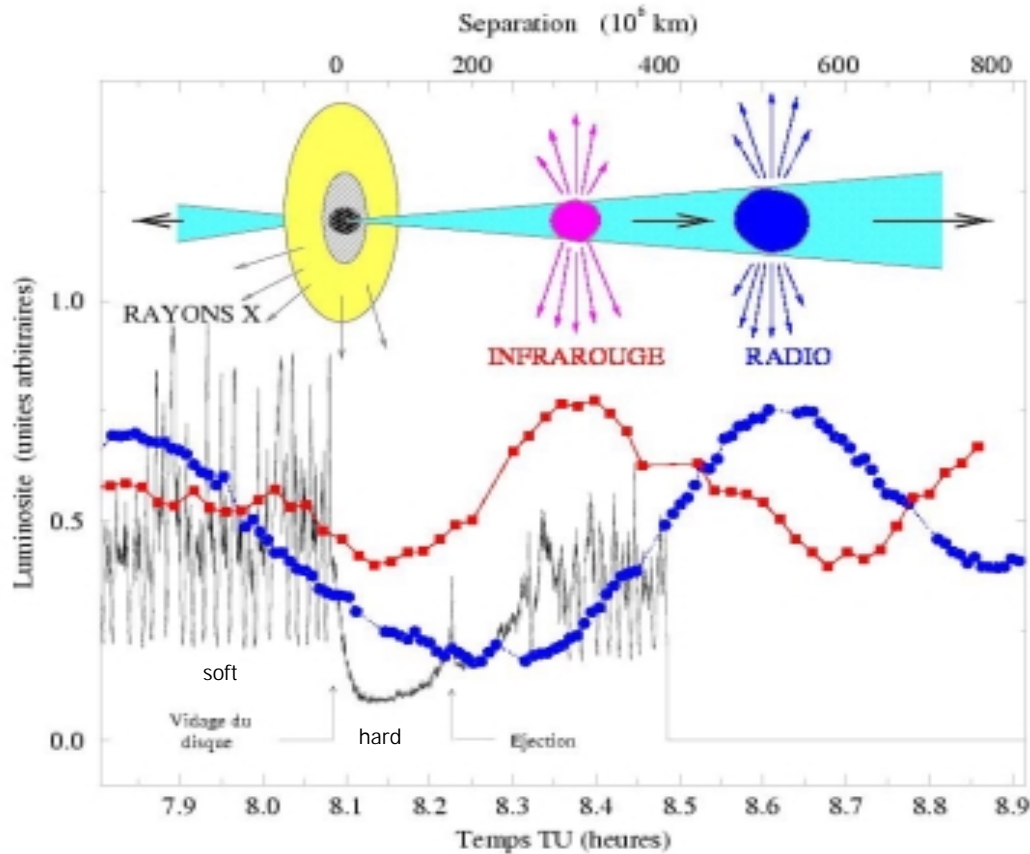 Separation (10⁶ km)
0 200 400 600 800
RAYONS X
INFRAROUGE
RADIO
Luminosite (unites arbitraires)
1.0
0.5
0.0
soft
hard
Vidage du
disque
Ejection
7.9 8.0 8.1 8.2 8.3 8.4 8.5 8.6 8.7 8.8 8.9
Temps TU (heures)